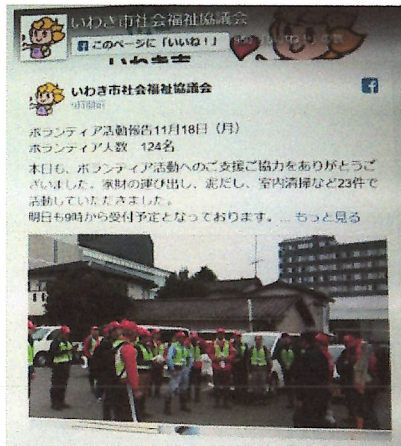 いわき市社会福祉協議会
このページに「いいね！」
いわき市社会福祉協議会
ボランティア活動報告11月18日（月）
ボランティア人数　124名
本日も、ボランティア活動へのご支援ご協力をありがとうご
ざいました。家財の運び出し、泥だし、室内清掃など23件で
活動していただきました。
明日も9時から受付予定となっております。... もっと見る